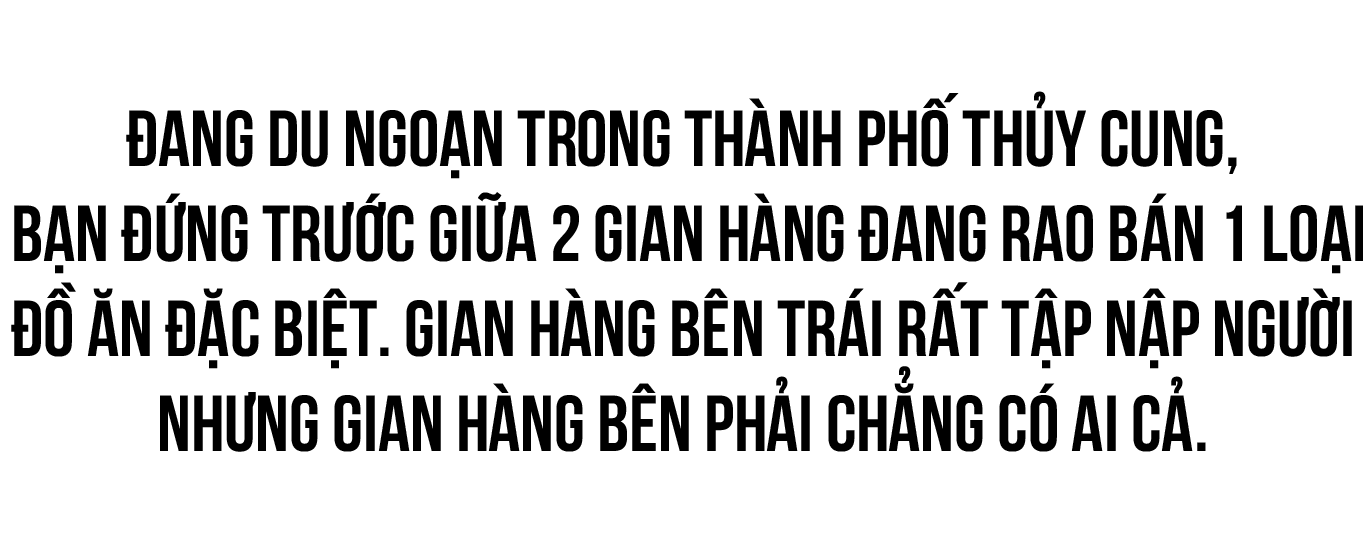 ĐANG DU NGOẠN TRONG THÀNH PHỐ THỦY CUNG,
BẠN ĐỨNG TRƯỚC GIỮA 2 GIAN HÀNG ĐANG RAO BÁN 1 LOẠI
ĐỒ ĂN ĐẶC BIỆT. GIAN HÀNG BÊN TRÁI RẤT TẬP NẬP NGƯỜI
NHƯNG GIAN HÀNG BÊN PHẢI CHẲNG CÓ AI CẢ.